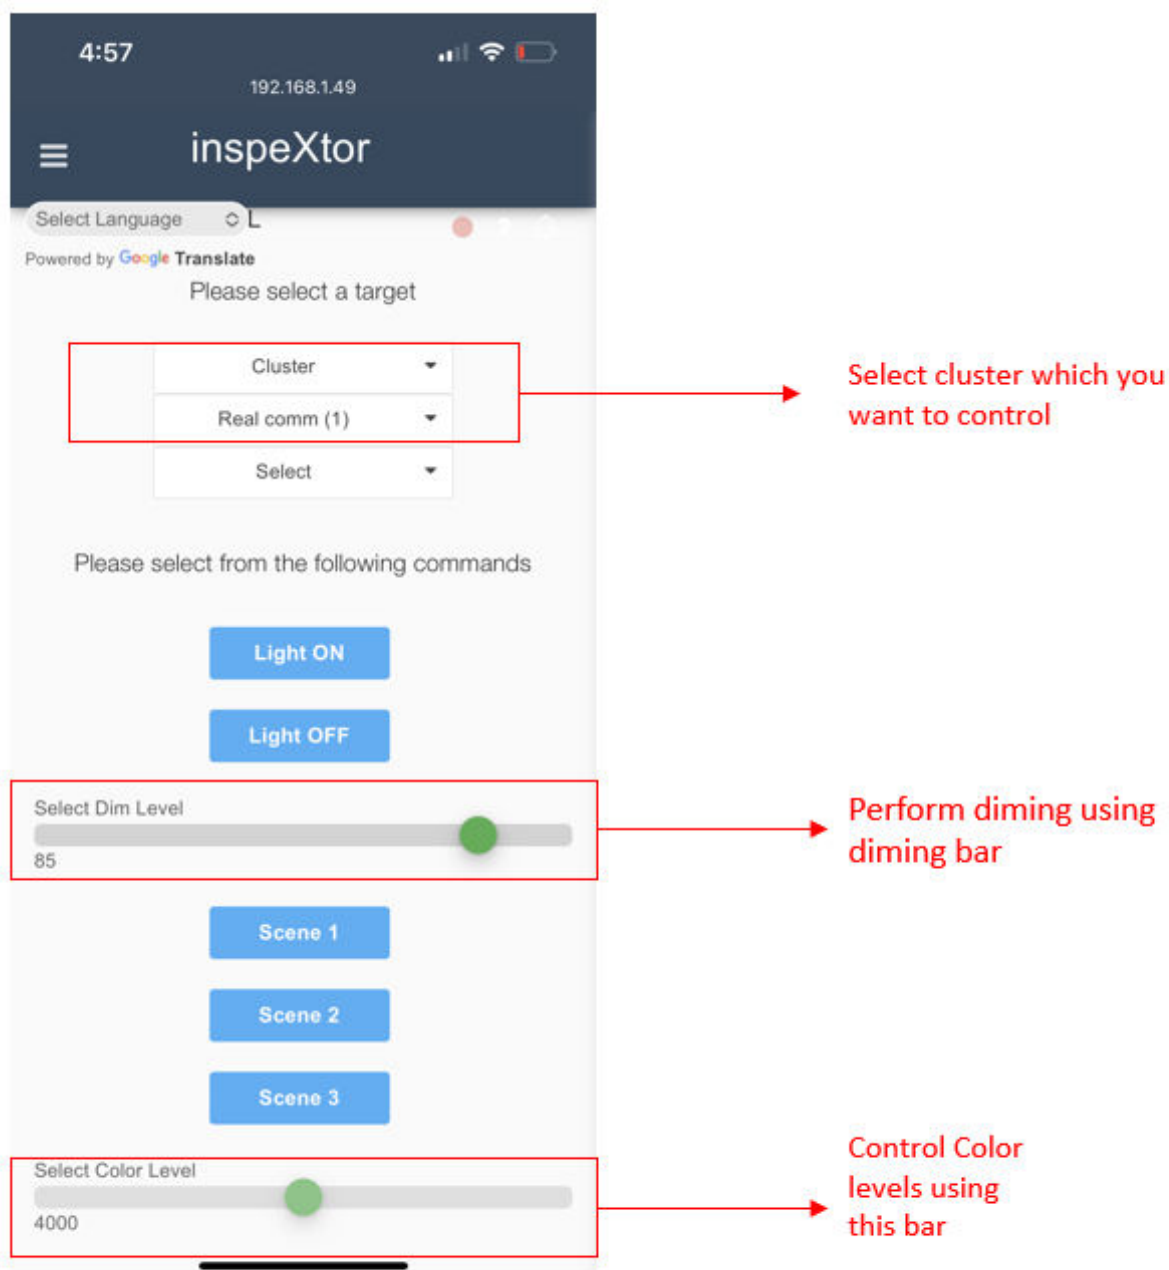 4:57
192.168.1.49
inspeXtor
Select Language L
Powered by Google Translate
Please select a target
Cluster
Real comm (1)
Select
Select cluster which you
want to control
Please select from the following commands
Light ON
Light OFF
Select Dim Level
85
Perform diming using
diming bar
Scene 1
Scene 2
Scene 3
Select Color Level
4000
Control Color
levels using
this bar